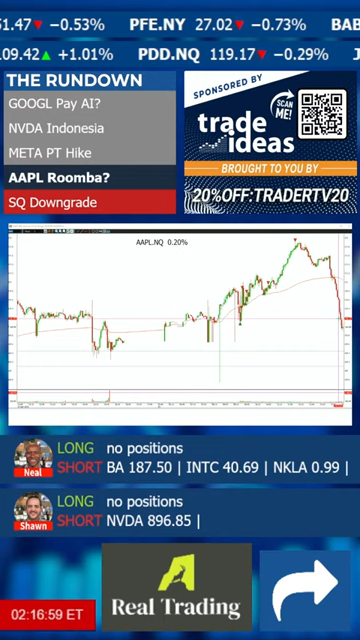 51.47 ▼ −0.53% PFE.NY 27.02 ▼ −0.73% BAB
109.42 ▲ +1.01% PDD.NQ 119.17 ▼ −0.29% J
THE RUNDOWN
GOOGL Pay AI?
NVDA Indonesia
META PT Hike
AAPL Roomba?
SQ Downgrade
SPONSORED BY
SCAN ME!
trade ideas
BROUGHT TO YOU BY
20%OFF:TRADERTV20
AAPL.NQ 0.20%
Neal
LONG no positions
SHORT BA 187.50 | INTC 40.69 | NKLA 0.99 |
Shawn
LONG no positions
SHORT NVDA 896.85 |
Real Trading
02:16:59 ET